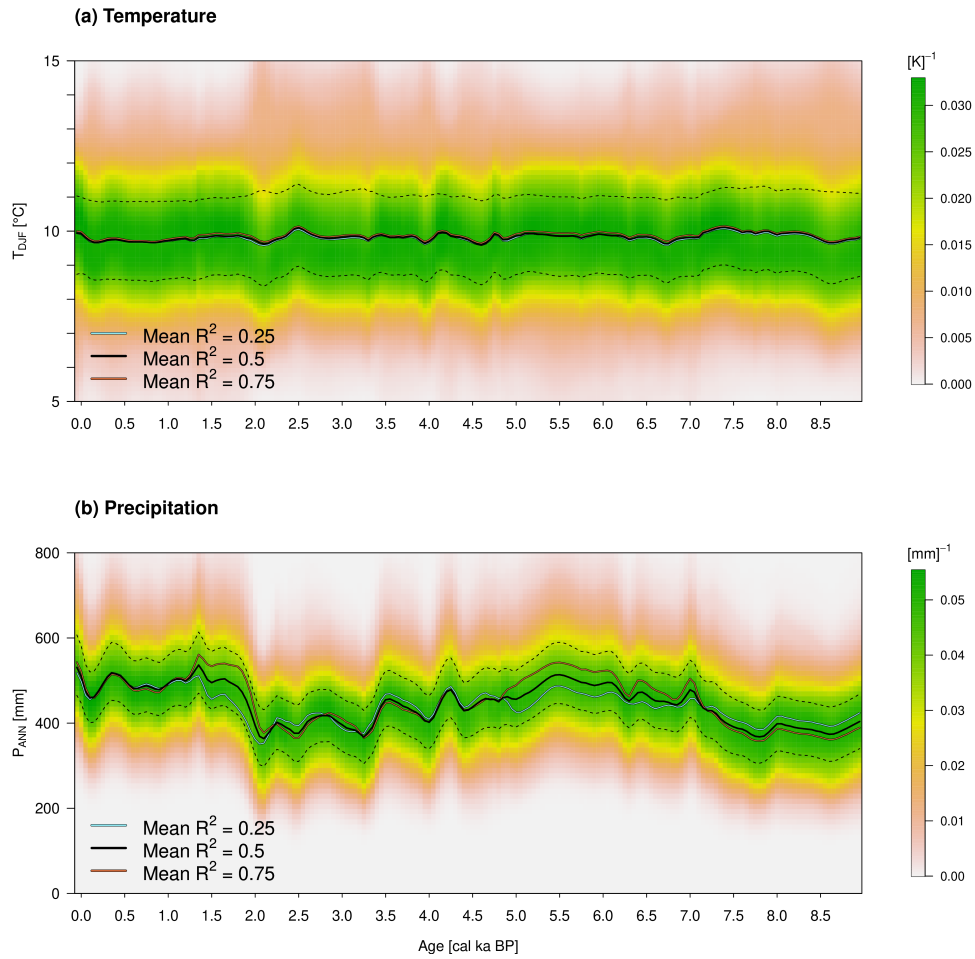 (a) Temperature
[K]⁻¹
15
10
5
T_DJF [°C]
0.030
0.025
0.020
0.015
0.010
0.005
0.000
Mean R² = 0.25
Mean R² = 0.5
Mean R² = 0.75
0.0 0.5 1.0 1.5 2.0 2.5 3.0 3.5 4.0 4.5 5.0 5.5 6.0 6.5 7.0 7.5 8.0 8.5
(b) Precipitation
[mm]⁻¹
800
600
400
200
0
P_ANN [mm]
0.05
0.04
0.03
0.02
0.01
0.00
Mean R² = 0.25
Mean R² = 0.5
Mean R² = 0.75
0.0 0.5 1.0 1.5 2.0 2.5 3.0 3.5 4.0 4.5 5.0 5.5 6.0 6.5 7.0 7.5 8.0 8.5
Age [cal ka BP]